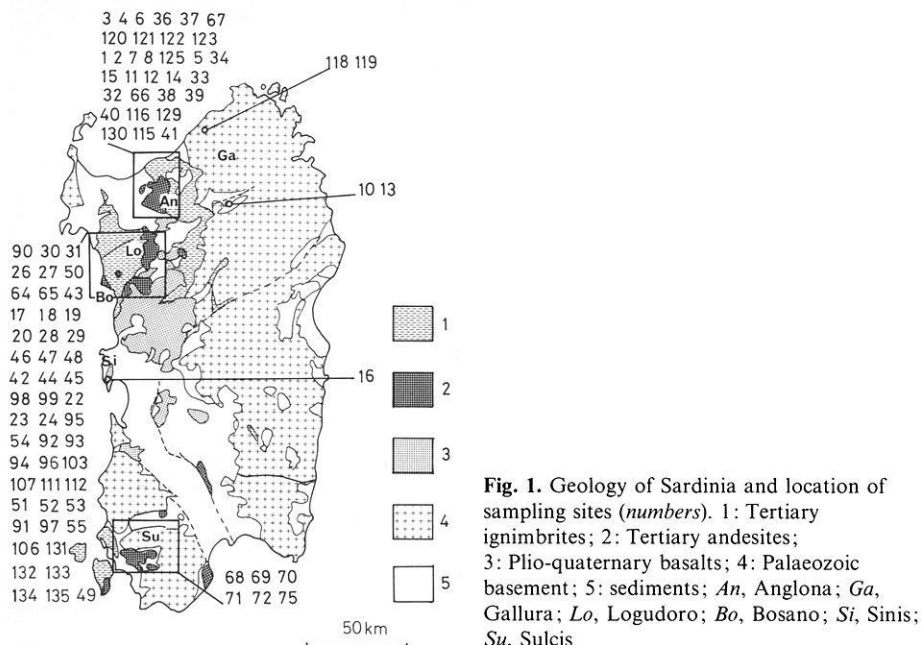 3 4 6 36 37 67
120 121 122 123
1 2 7 8 125 5 34
15 11 12 14 33
32 66 38 39
40 116 129
130 115 41
118 119
Ga
An
10 13
Lo
Bo
90 30 31
26 27 50
64 65 43
17 18 19
20 28 29
46 47 48
42 44 45
98 99 22
23 24 95
54 92 93
94 96 103
107 111 112
51 52 53
91 97 55
106 131
132 133
134 135 49
Si
16
Su
68 69 70
71 72 75
1
2
3
4
5
50 km
Fig. 1. Geology of Sardinia and location of
sampling sites (numbers). 1: Tertiary
ignimbrites; 2: Tertiary andesites;
3: Plio-quaternary basalts; 4: Palaeozoic
basement; 5: sediments; An, Anglona; Ga,
Gallura; Lo, Logudoro; Bo, Bosano; Si, Sinis;
Su, Sulcis